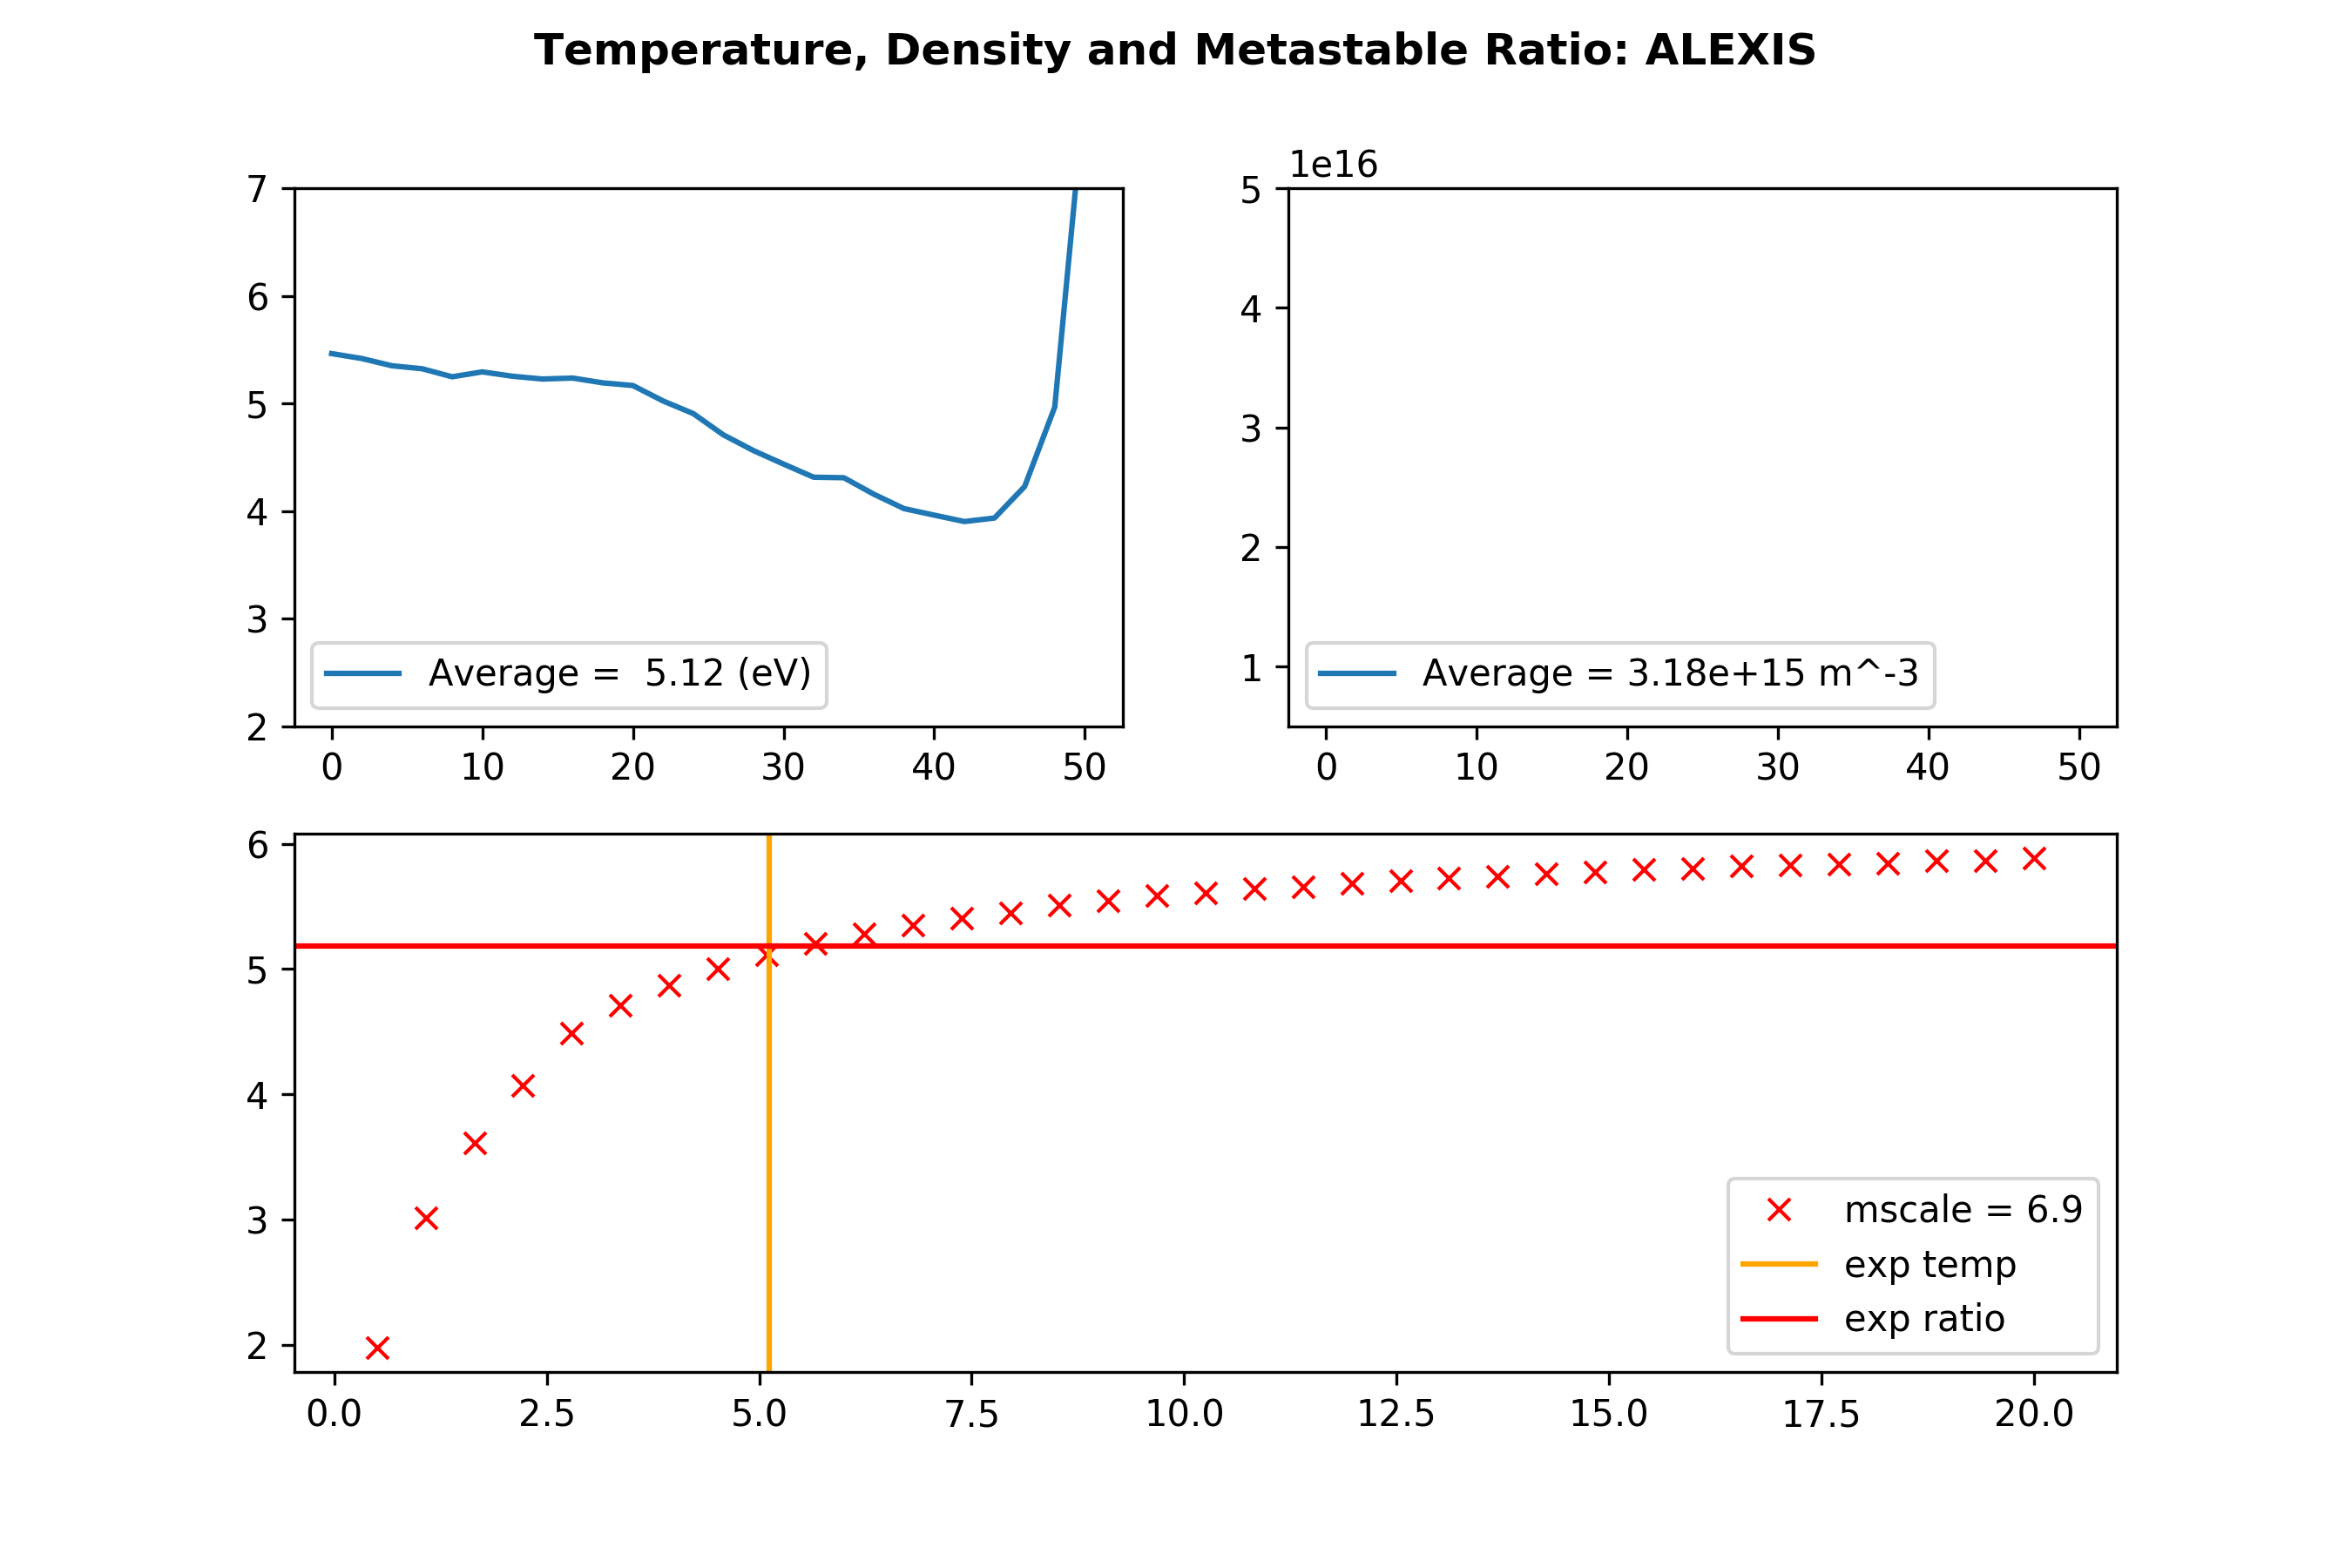 Temperature, Density and Metastable Ratio: ALEXIS
7
6
5
4
3
2
0 10 20 30 40 50
Average =  5.12 (eV)
1e16
5
4
3
2
1
0 10 20 30 40 50
Average = 3.18e+15 m^-3
6
5
4
3
2
0.0 2.5 5.0 7.5 10.0 12.5 15.0 17.5 20.0
mscale = 6.9
exp temp
exp ratio